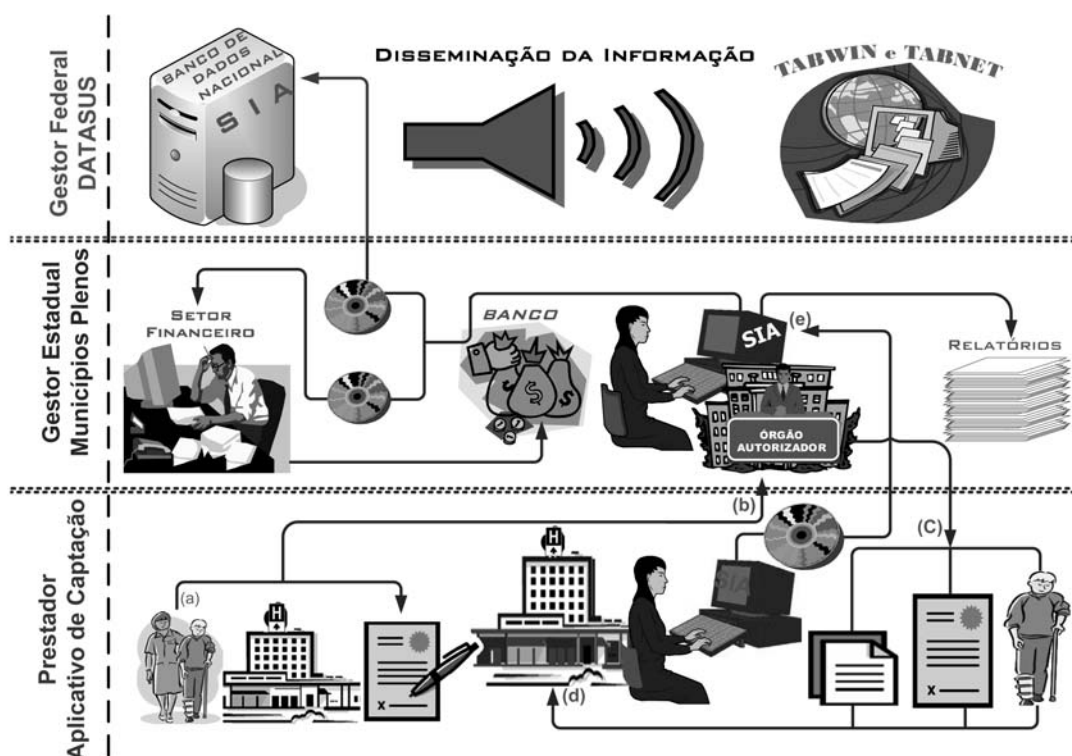 Gestor Federal
DATASUS
BANCO DE
DADOS
NACIONAL
SIA
DISSEMINAÇÃO DA INFORMAÇÃO
TABWIN e TABNET
Gestor Estadual
Municípios Plenos
SETOR
FINANCEIRO
BANCO
SIA
(e)
RELATÓRIOS
ÓRGÃO
AUTORIZADOR
Prestador
Aplicativo de Captação
(a)
H
x
(b)
H
SIA
(d)
(C)
x